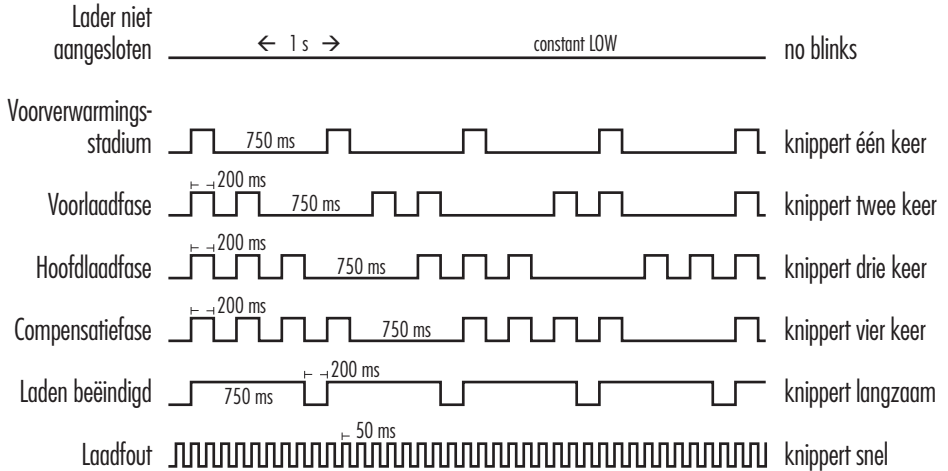 Lader niet
aangesloten
← 1 s →
constant LOW
no blinks
Voorverwarmings-
stadium
750 ms
knippert één keer
Voorlaadfase
200 ms
750 ms
knippert twee keer
Hoofdlaadfase
200 ms
750 ms
knippert drie keer
Compensatiefase
200 ms
750 ms
knippert vier keer
Laden beëindigd
750 ms
200 ms
knippert langzaam
Laadfout
50 ms
knippert snel